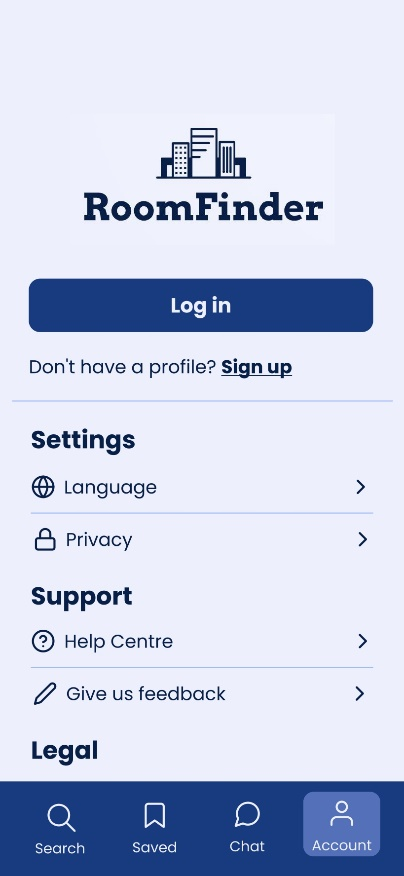 RoomFinder
Log in
Don't have a profile? Sign up
Settings
Language
Privacy
Support
Help Centre
Give us feedback
Legal
Search
Saved
Chat
Account